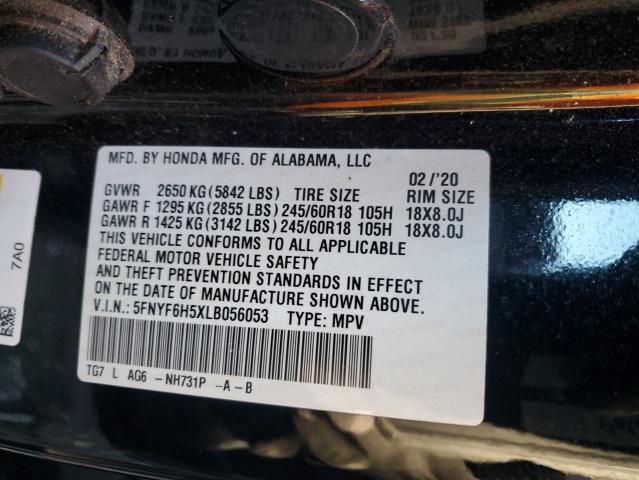 MFD. BY HONDA MFG. OF ALABAMA, LLC
02 /'20
GVWR 2650 KG (5842 LBS) TIRE SIZE RIM SIZE
GAWR F 1295 KG (2855 LBS) 245/60R18 105H 18X8.0J
GAWR R 1425 KG (3142 LBS) 245/60R18 105H 18X8.0J
THIS VEHICLE CONFORMS TO ALL APPLICABLE
FEDERAL MOTOR VEHICLE SAFETY
AND THEFT PREVENTION STANDARDS IN EFFECT
ON THE DATE OF MANUFACTURE SHOWN ABOVE.
V.I.N.: 5FNYF6H5XLB056053 TYPE: MPV
TG7 L AG6 - NH731P - A - B
7A0